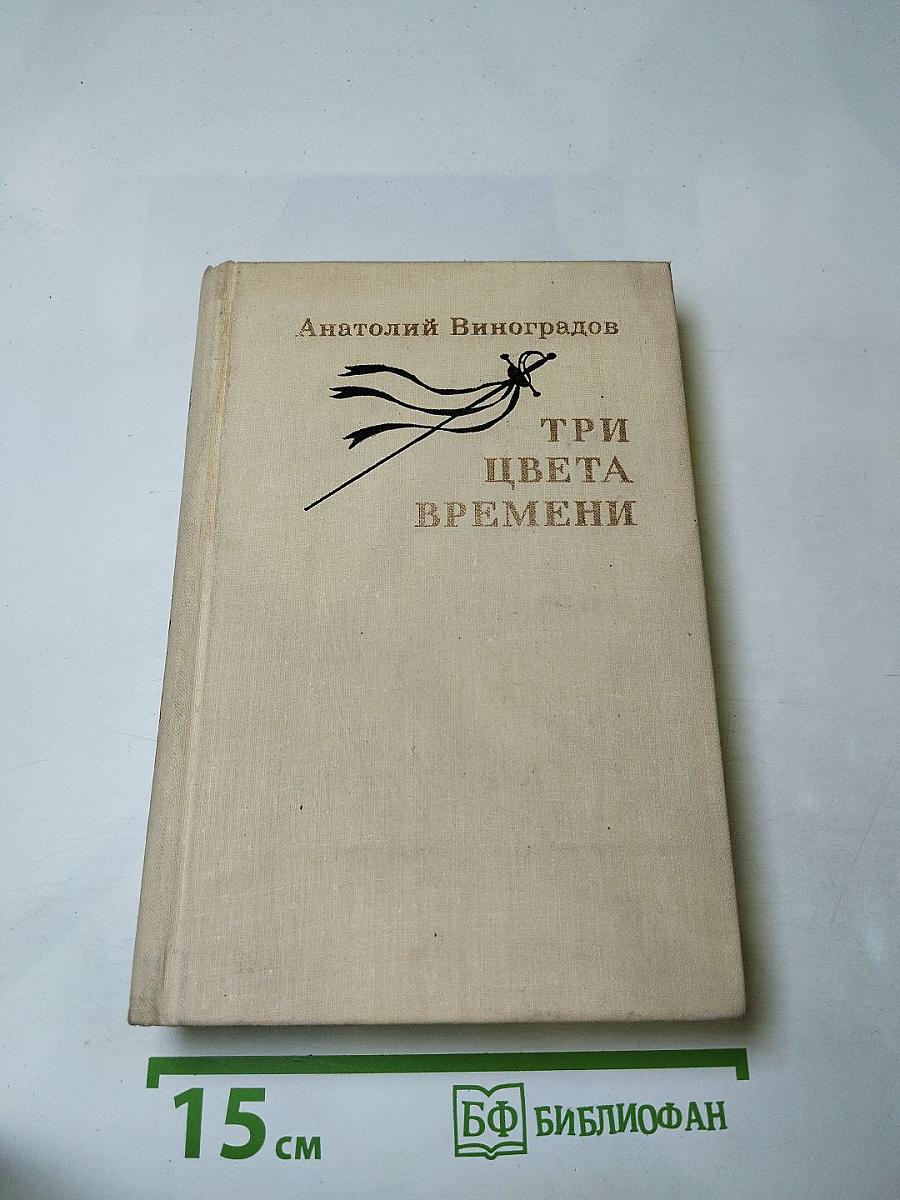 Анатолий Виноградов
ТРИ
ЦВЕТА
ВРЕМЕНИ
15 см
БФ БИБЛИОФАН